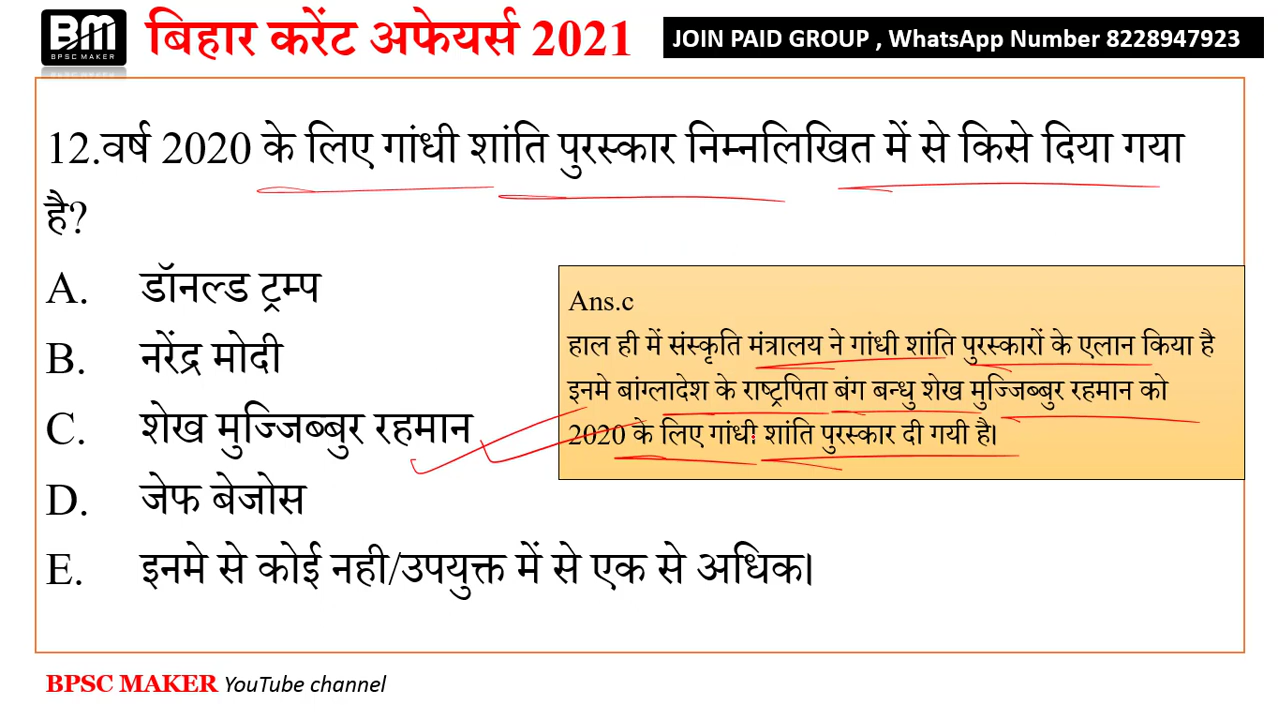 BM
BPSC MAKER
बिहार करेंट अफेयर्स 2021
JOIN PAID GROUP , WhatsApp Number 8228947923
12.वर्ष 2020 के लिए गांधी शांति पुरस्कार निम्नलिखित में से किसे दिया गया
है?
A. डॉनल्ड ट्रम्प
B. नरेंद्र मोदी
C. शेख मुज्जिब्बुर रहमान
D. जेफ बेजोस
E. इनमे से कोई नही/उपयुक्त में से एक से अधिक।
Ans.c
हाल ही में संस्कृति मंत्रालय ने गांधी शांति पुरस्कारों के एलान किया है
इनमे बांग्लादेश के राष्ट्रपिता बंग बन्धु शेख मुज्जिब्बुर रहमान को
2020 के लिए गांधी शांति पुरस्कार दी गयी है।
BPSC MAKER YouTube channel